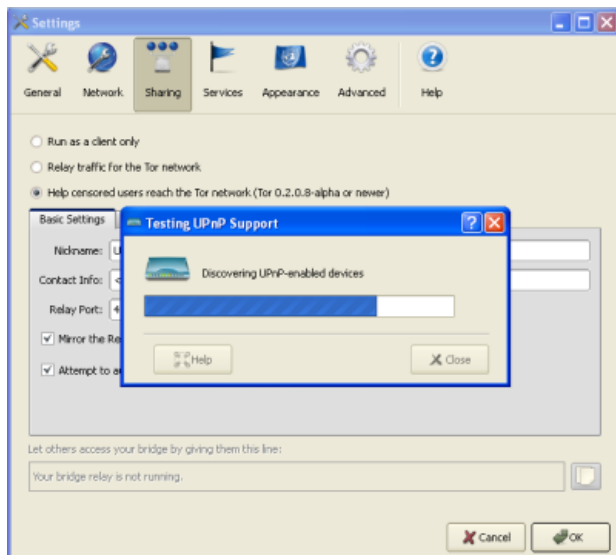 Settings
General Network Sharing Services Appearance Advanced Help
Run as a client only
Relay traffic for the Tor network
Help censored users reach the Tor network (Tor 0.2.0.8-alpha or newer)
Basic Settings
Testing UPnP Support
Nickname: U
Discovering UPnP-enabled devices
Contact Info: <
Relay Port: 4
Mirror the Re
Help Close
Attempt to a
Let others access your bridge by giving them this line:
Your bridge relay is not running.
Cancel OK